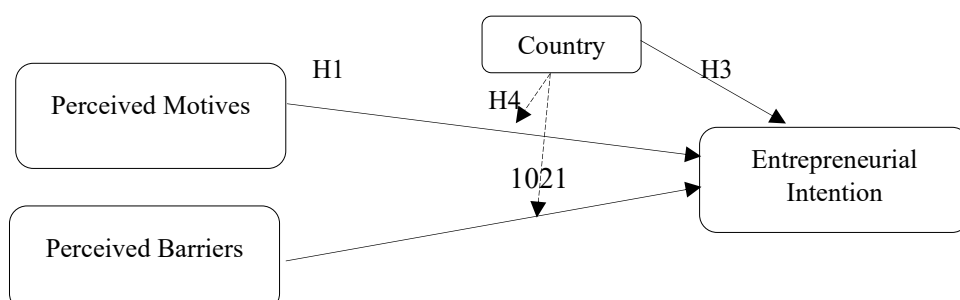 Country
H1
H3
Perceived Motives
H4
Entrepreneurial
Intention
1021
Perceived Barriers